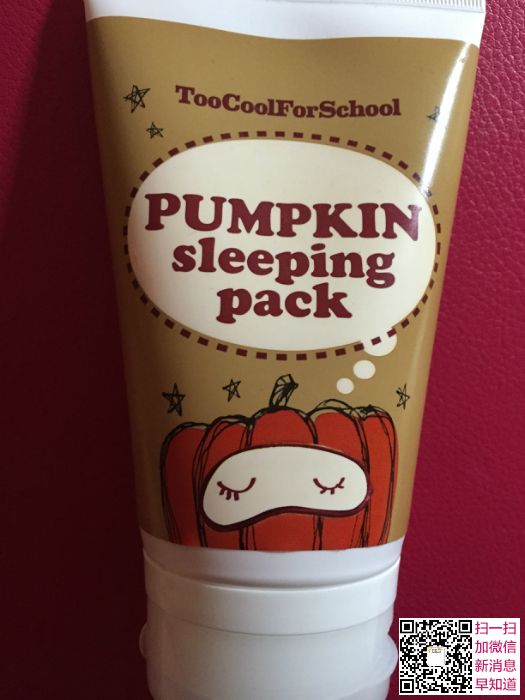 TooCoolForSchool
PUMPKIN
sleeping
pack
扫一扫
加微信
新消息
早知道